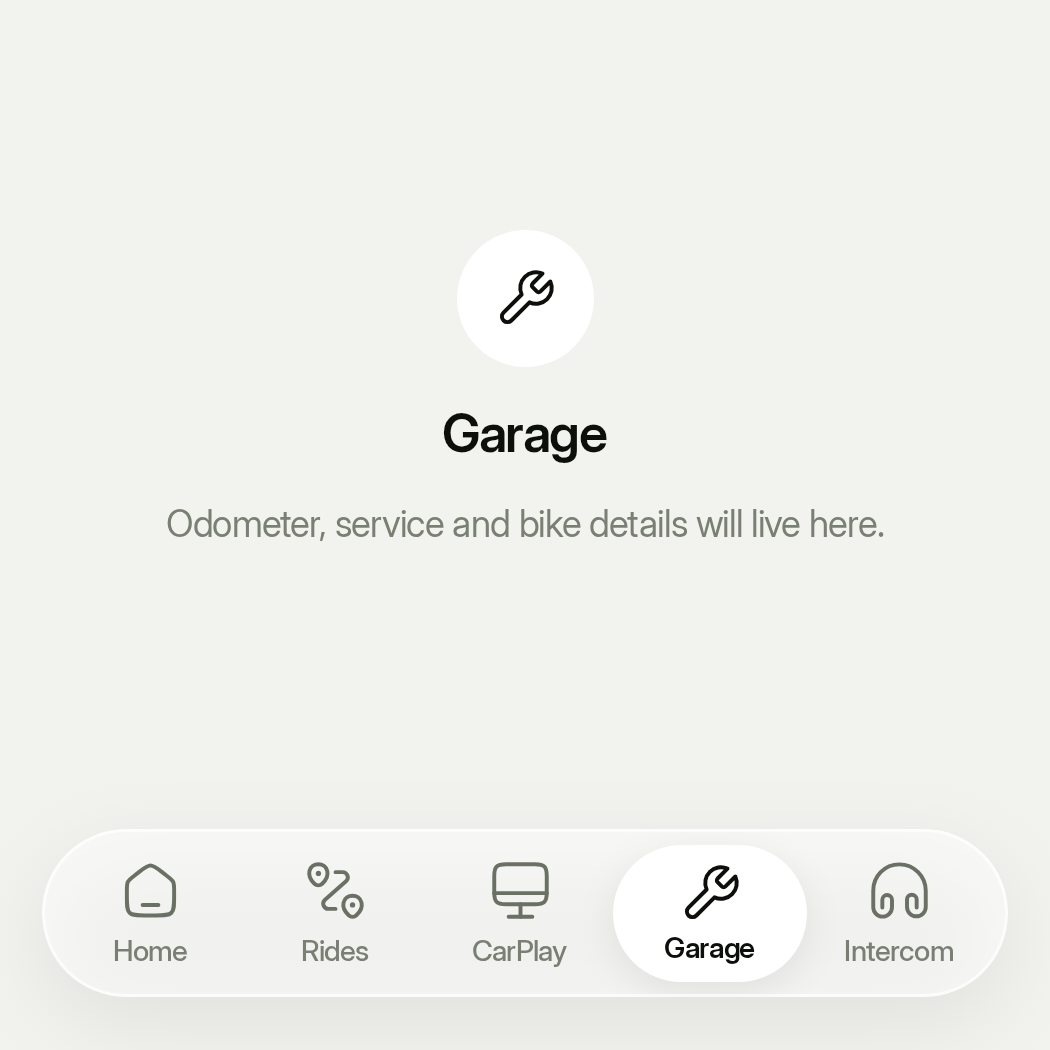 Garage
Odometer, service and bike details will live here.
Home
Rides
CarPlay
Garage
Intercom